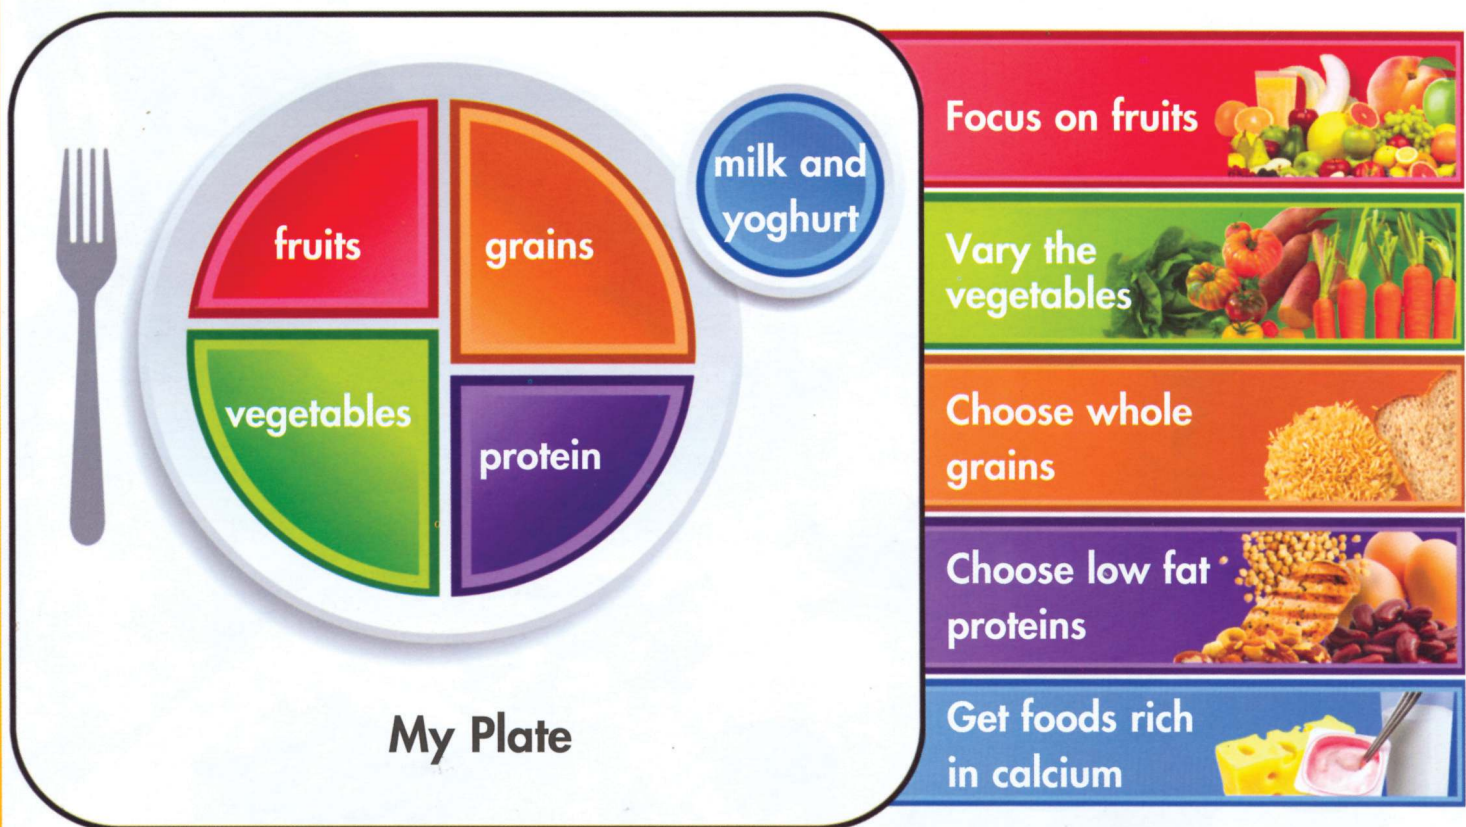 fruits
grains
vegetables
protein
milk and
yoghurt
My Plate
Focus on fruits
Vary the
vegetables
Choose whole
grains
Choose low fat
proteins
Get foods rich
in calcium